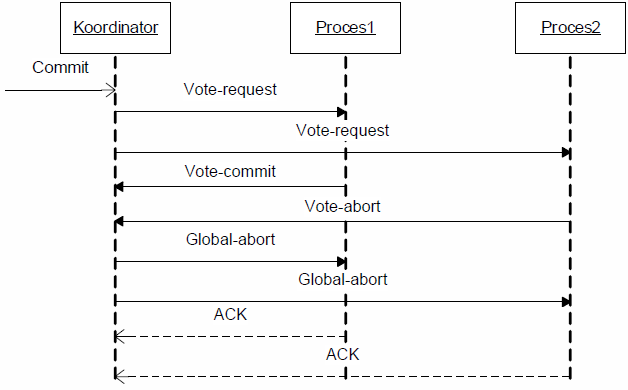 Koordinator
Proces1
Proces2
Commit
Vote-request
Vote-request
Vote-commit
Vote-abort
Global-abort
Global-abort
ACK
ACK